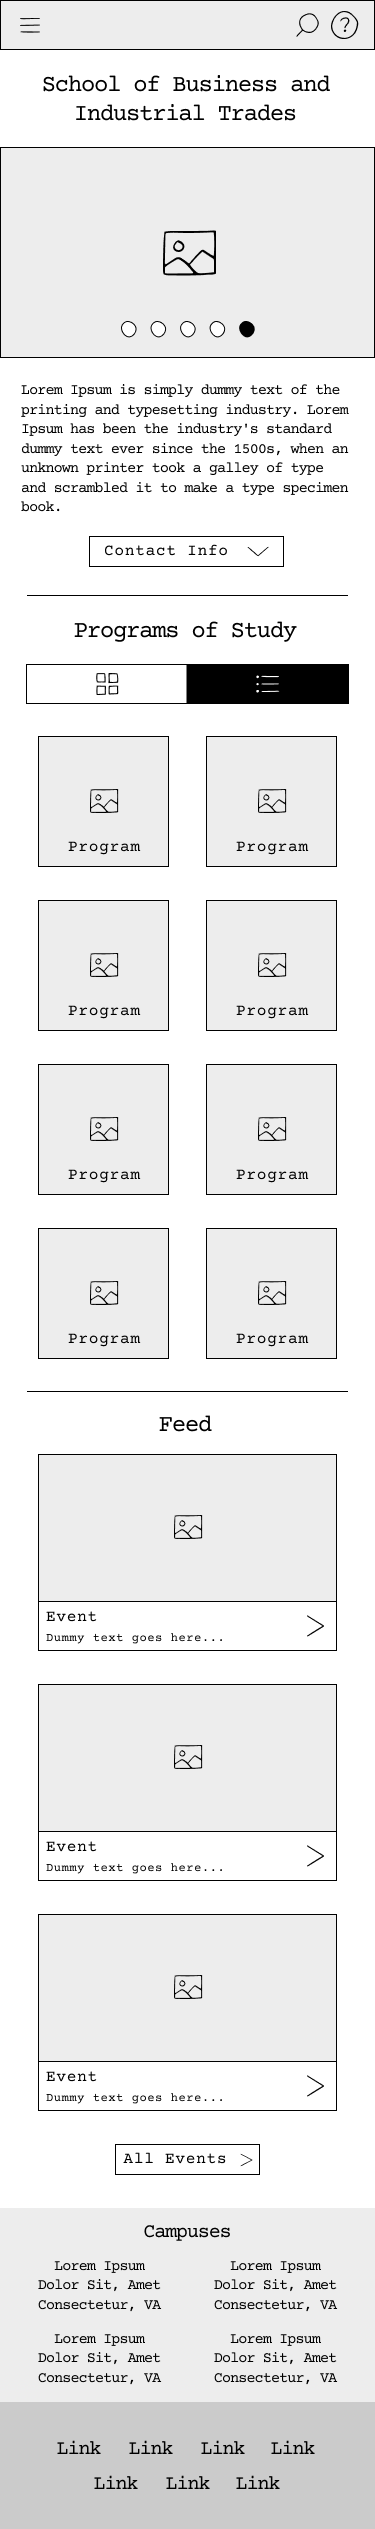 ?
School of Business and
Industrial Trades
Lorem Ipsum is simply dummy text of the
printing and typesetting industry. Lorem
Ipsum has been the industry's standard
dummy text ever since the 1500s, when an
unknown printer took a galley of type
and scrambled it to make a type specimen
book.
Contact Info
Programs of Study
Program Program
Program Program
Program Program
Program Program
Feed
Event
Dummy text goes here...
Event
Dummy text goes here...
Event
Dummy text goes here...
All Events
Campuses
Lorem Ipsum
Dolor Sit, Amet
Consectetur, VA
Lorem Ipsum
Dolor Sit, Amet
Consectetur, VA
Lorem Ipsum
Dolor Sit, Amet
Consectetur, VA
Lorem Ipsum
Dolor Sit, Amet
Consectetur, VA
Link Link Link Link
Link Link Link